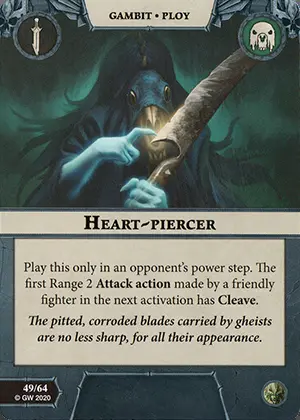 GAMBIT • PLOY
HEART-PIERCER
Play this only in an opponent's power step. The
first Range 2 Attack action made by a friendly
fighter in the next activation has Cleave.
The pitted, corroded blades carried by gheists
are no less sharp, for all their appearance.
49/64
© GW 2020